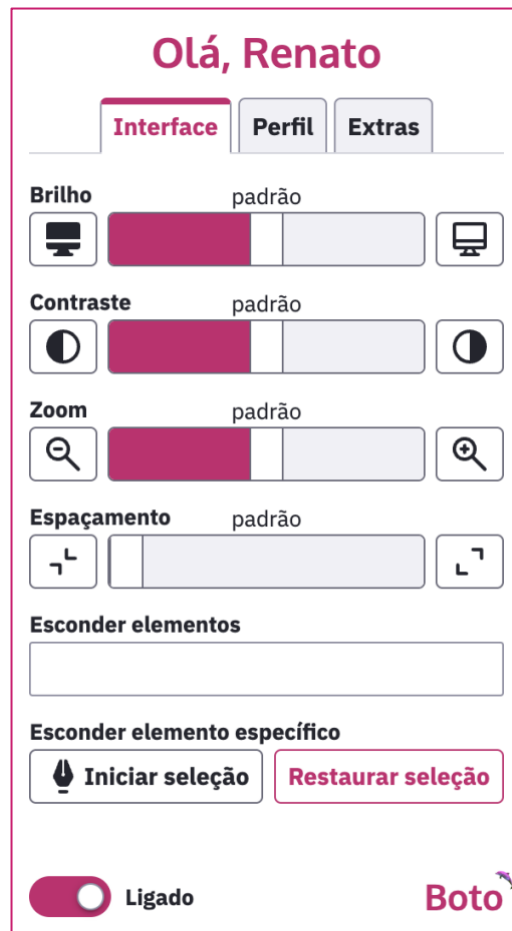 Olá, Renato
Interface Perfil Extras
Brilho padrão
Contraste padrão
Zoom padrão
Espaçamento padrão
Esconder elementos
Esconder elemento específico
Iniciar seleção Restaurar seleção
Ligado Boto